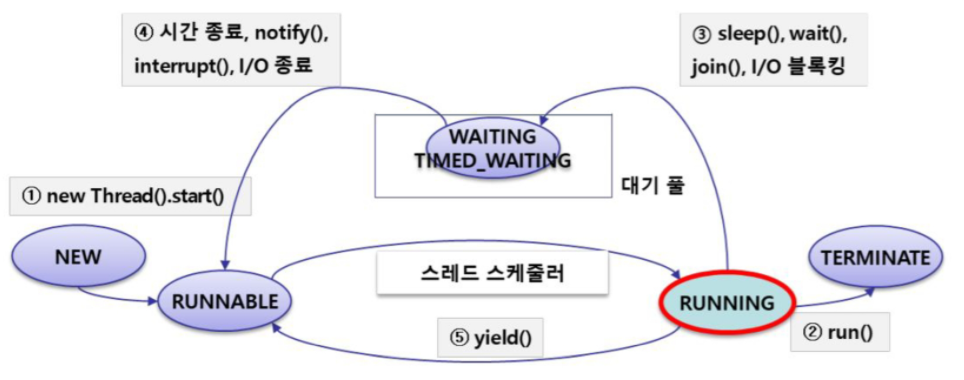 ④ 시간 종료, notify(),
interrupt(), I/O 종료
③ sleep(), wait(),
join(), I/O 블록킹
WAITING
TIMED_WAITING
대기 풀
① new Thread().start()
NEW
스레드 스케줄러
TERMINATE
RUNNABLE
RUNNING
⑤ yield()
② run()